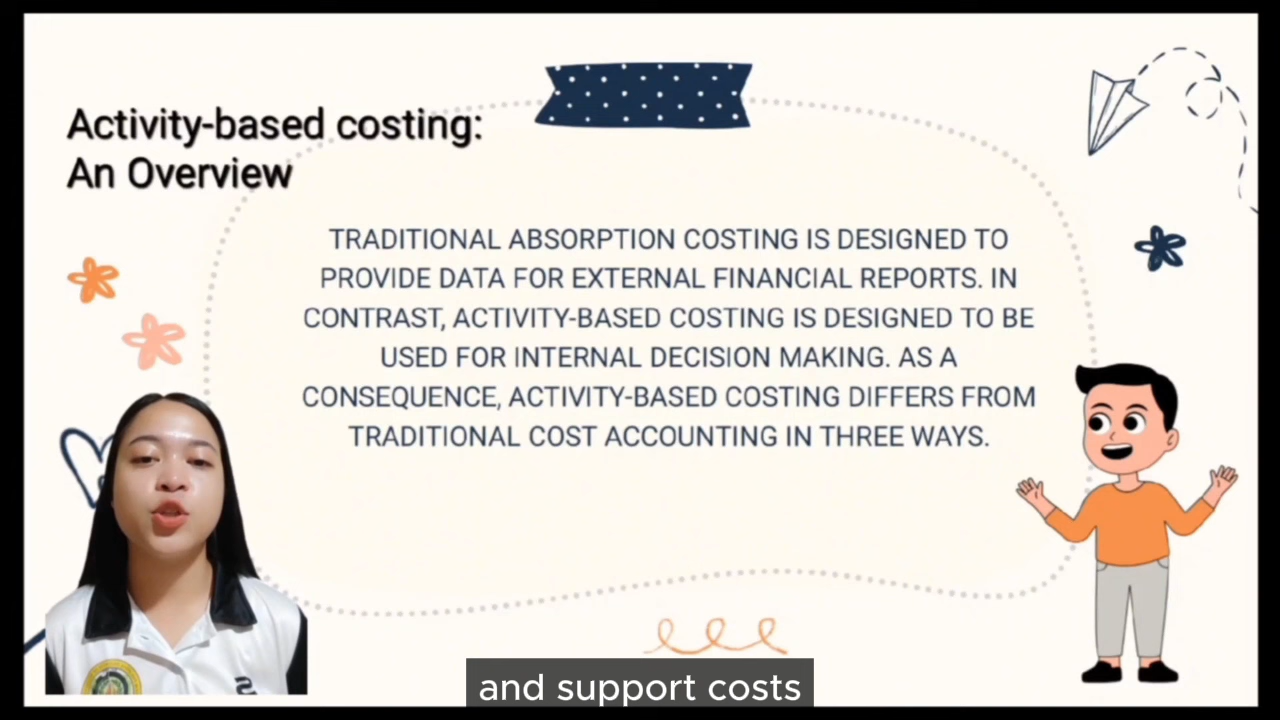 Activity-based costing:
An Overview
TRADITIONAL ABSORPTION COSTING IS DESIGNED TO
PROVIDE DATA FOR EXTERNAL FINANCIAL REPORTS. IN
CONTRAST, ACTIVITY-BASED COSTING IS DESIGNED TO BE
USED FOR INTERNAL DECISION MAKING. AS A
CONSEQUENCE, ACTIVITY-BASED COSTING DIFFERS FROM
TRADITIONAL COST ACCOUNTING IN THREE WAYS.
and support costs